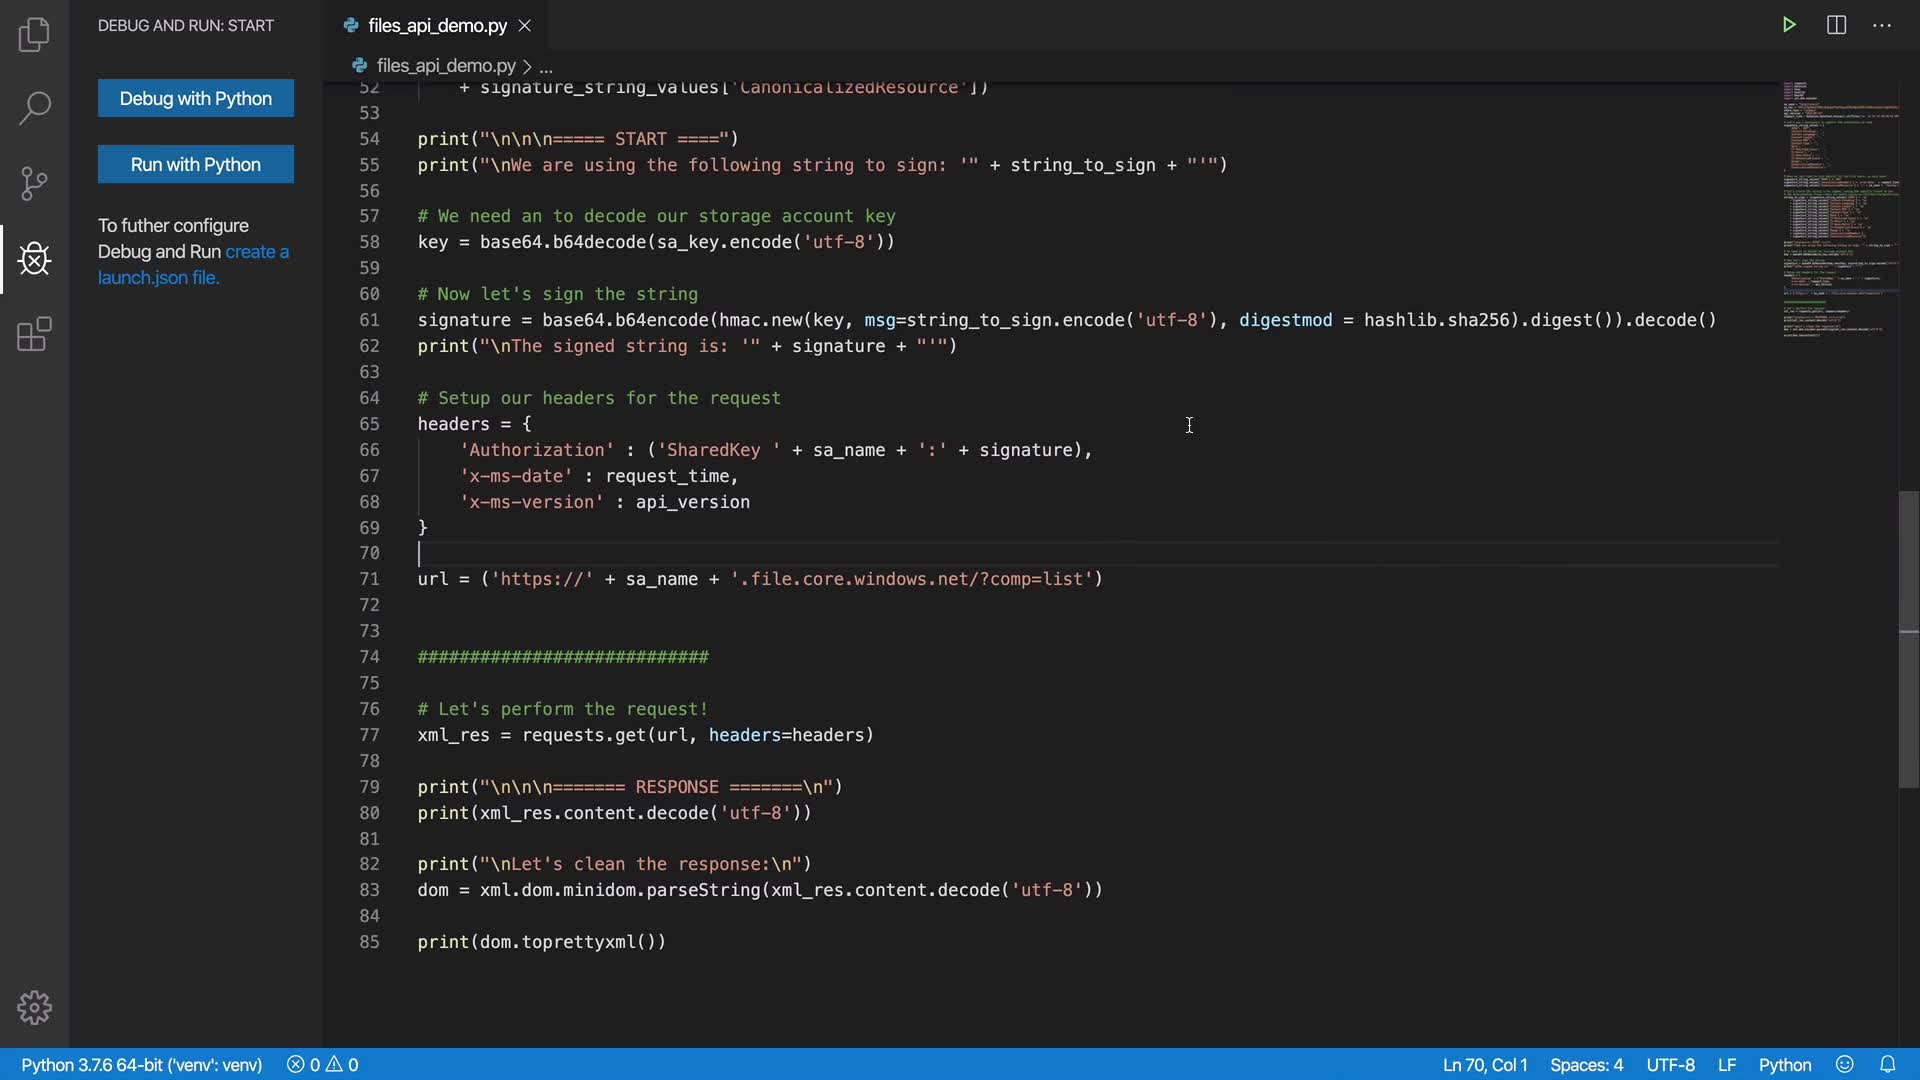 DEBUG AND RUN: START
Debug with Python
Run with Python
To futher configure
Debug and Run create a
launch.json file.
files_api_demo.py
files_api_demo.py > ...
52 + signature_string_values['CanonicalizedResource'])
53
54 print("\n\n\n===== START ====")
55 print("\nWe are using the following string to sign: '" + string_to_sign + "'")
56
57 # We need an to decode our storage account key
58 key = base64.b64decode(sa_key.encode('utf-8'))
59
60 # Now let's sign the string
61 signature = base64.b64encode(hmac.new(key, msg=string_to_sign.encode('utf-8'), digestmod = hashlib.sha256).digest()).decode()
62 print("\nThe signed string is: '" + signature + "'")
63
64 # Setup our headers for the request
65 headers = {
66 'Authorization' : ('SharedKey ' + sa_name + ':' + signature),
67 'x-ms-date' : request_time,
68 'x-ms-version' : api_version
69 }
70
71 url = ('https://' + sa_name + '.file.core.windows.net/?comp=list')
72
73
74 ############################
75
76 # Let's perform the request!
77 xml_res = requests.get(url, headers=headers)
78
79 print("\n\n\n======= RESPONSE =======\n")
80 print(xml_res.content.decode('utf-8'))
81
82 print("\nLet's clean the response:\n")
83 dom = xml.dom.minidom.parseString(xml_res.content.decode('utf-8'))
84
85 print(dom.toprettyxml())
Python 3.7.6 64-bit ('venv': venv) 0 0 Ln 70, Col 1 Spaces: 4 UTF-8 LF Python